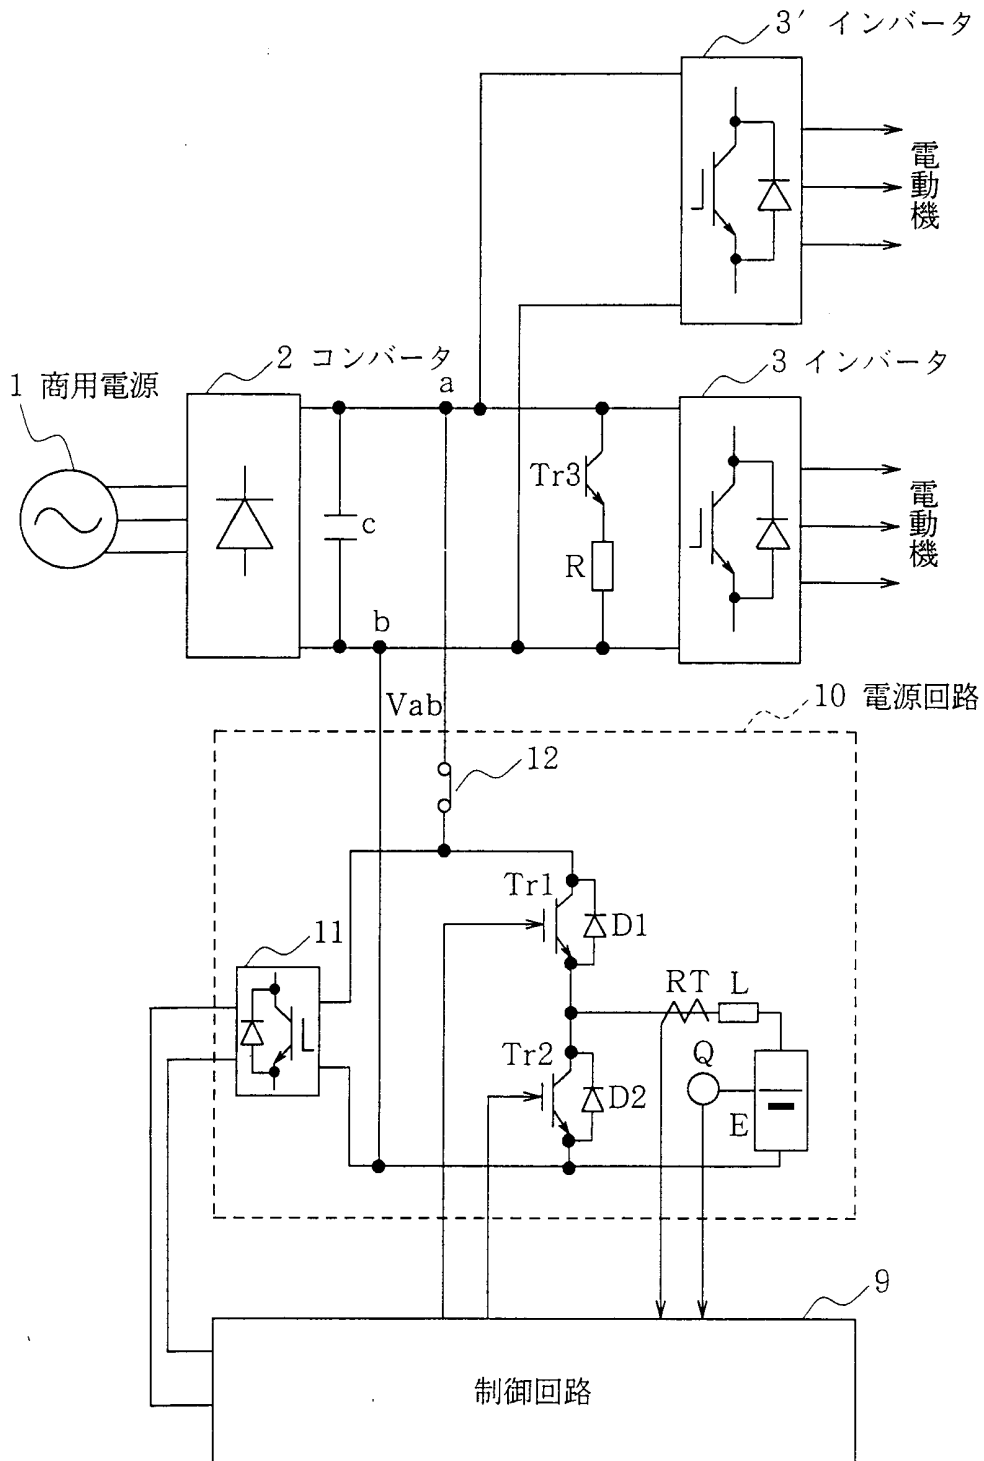 3′ インバータ
電動機
2 コンバータ
a
3 インバータ
1 商用電源
Tr3
c
R
電動機
b
Vab
10 電源回路
12
Tr1
D1
11
RT
L
Tr2
Q
D2
E
9
制御回路